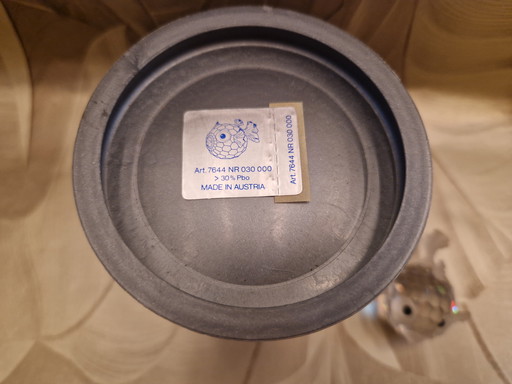 Art.7644 NR 030 000
> 30% Pbo
MADE IN AUSTRIA
Art.7644 NR 030 000